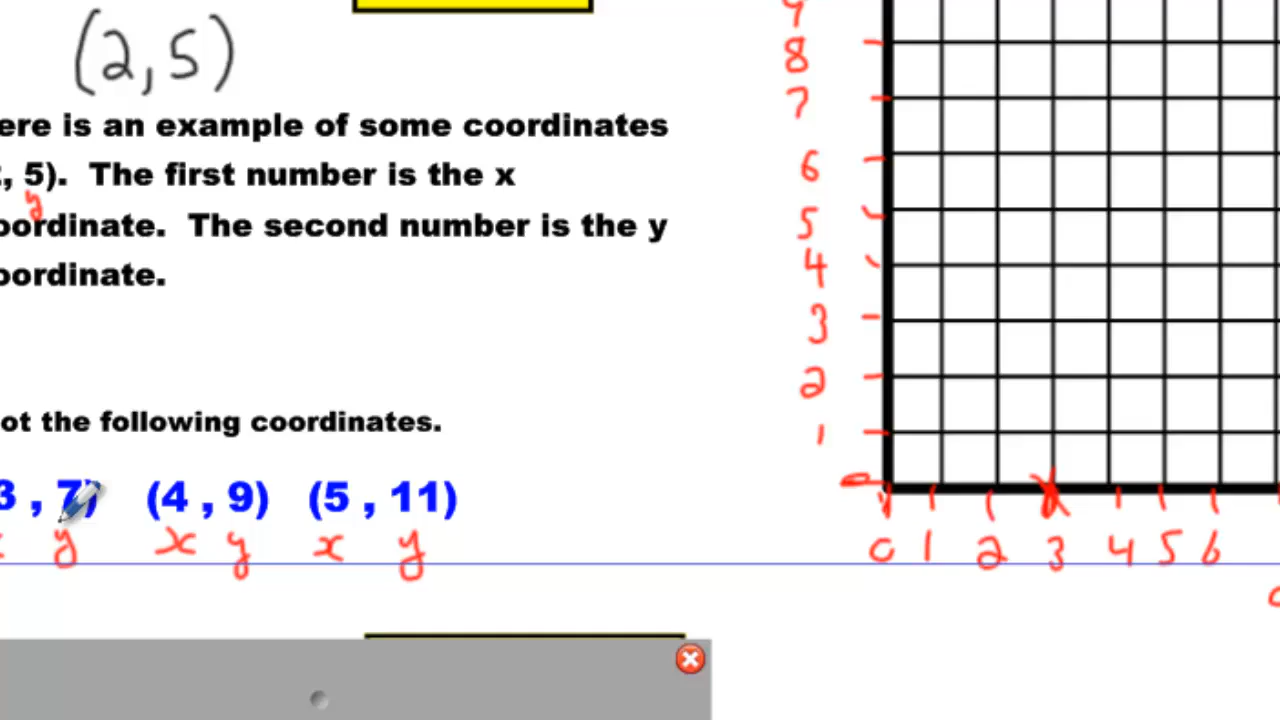 (2,5)
ere is an example of some coordinates
, 5). The first number is the x
y
oordinate. The second number is the y
oordinate.
ot the following coordinates.
3 , 7) (4 , 9) (5 , 11)
y x y x y
9
8
7
6
5
4
3
2
1
0
0 1 2 3 4 5 6